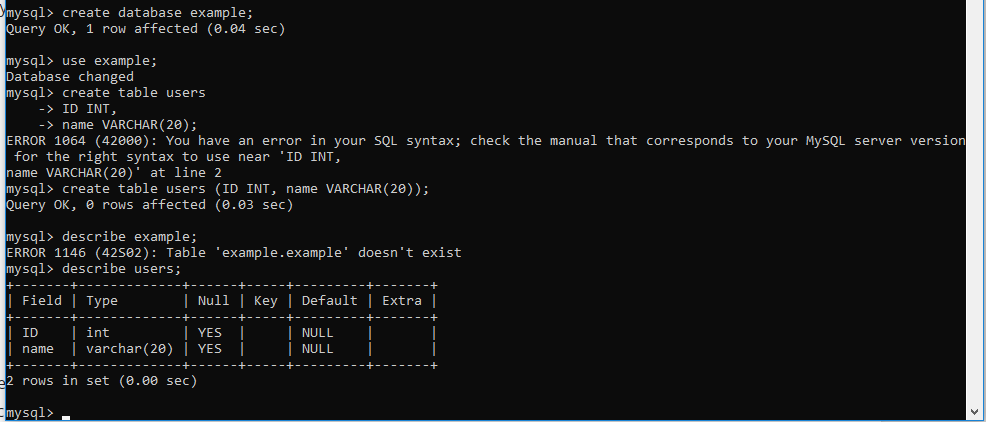 mysql> create database example;
Query OK, 1 row affected (0.04 sec)
mysql> use example;
Database changed
mysql> create table users
    -> ID INT,
    -> name VARCHAR(20);
ERROR 1064 (42000): You have an error in your SQL syntax; check the manual that corresponds to your MySQL server version
 for the right syntax to use near 'ID INT,
name VARCHAR(20)' at line 2
mysql> create table users (ID INT, name VARCHAR(20));
Query OK, 0 rows affected (0.03 sec)
mysql> describe example;
ERROR 1146 (42S02): Table 'example.example' doesn't exist
mysql> describe users;
+-------+-------------+------+-----+---------+-------+
| Field | Type        | Null | Key | Default | Extra |
+-------+-------------+------+-----+---------+-------+
| ID    | int         | YES  |     | NULL    |       |
| name  | varchar(20) | YES  |     | NULL    |       |
+-------+-------------+------+-----+---------+-------+
2 rows in set (0.00 sec)
mysql>